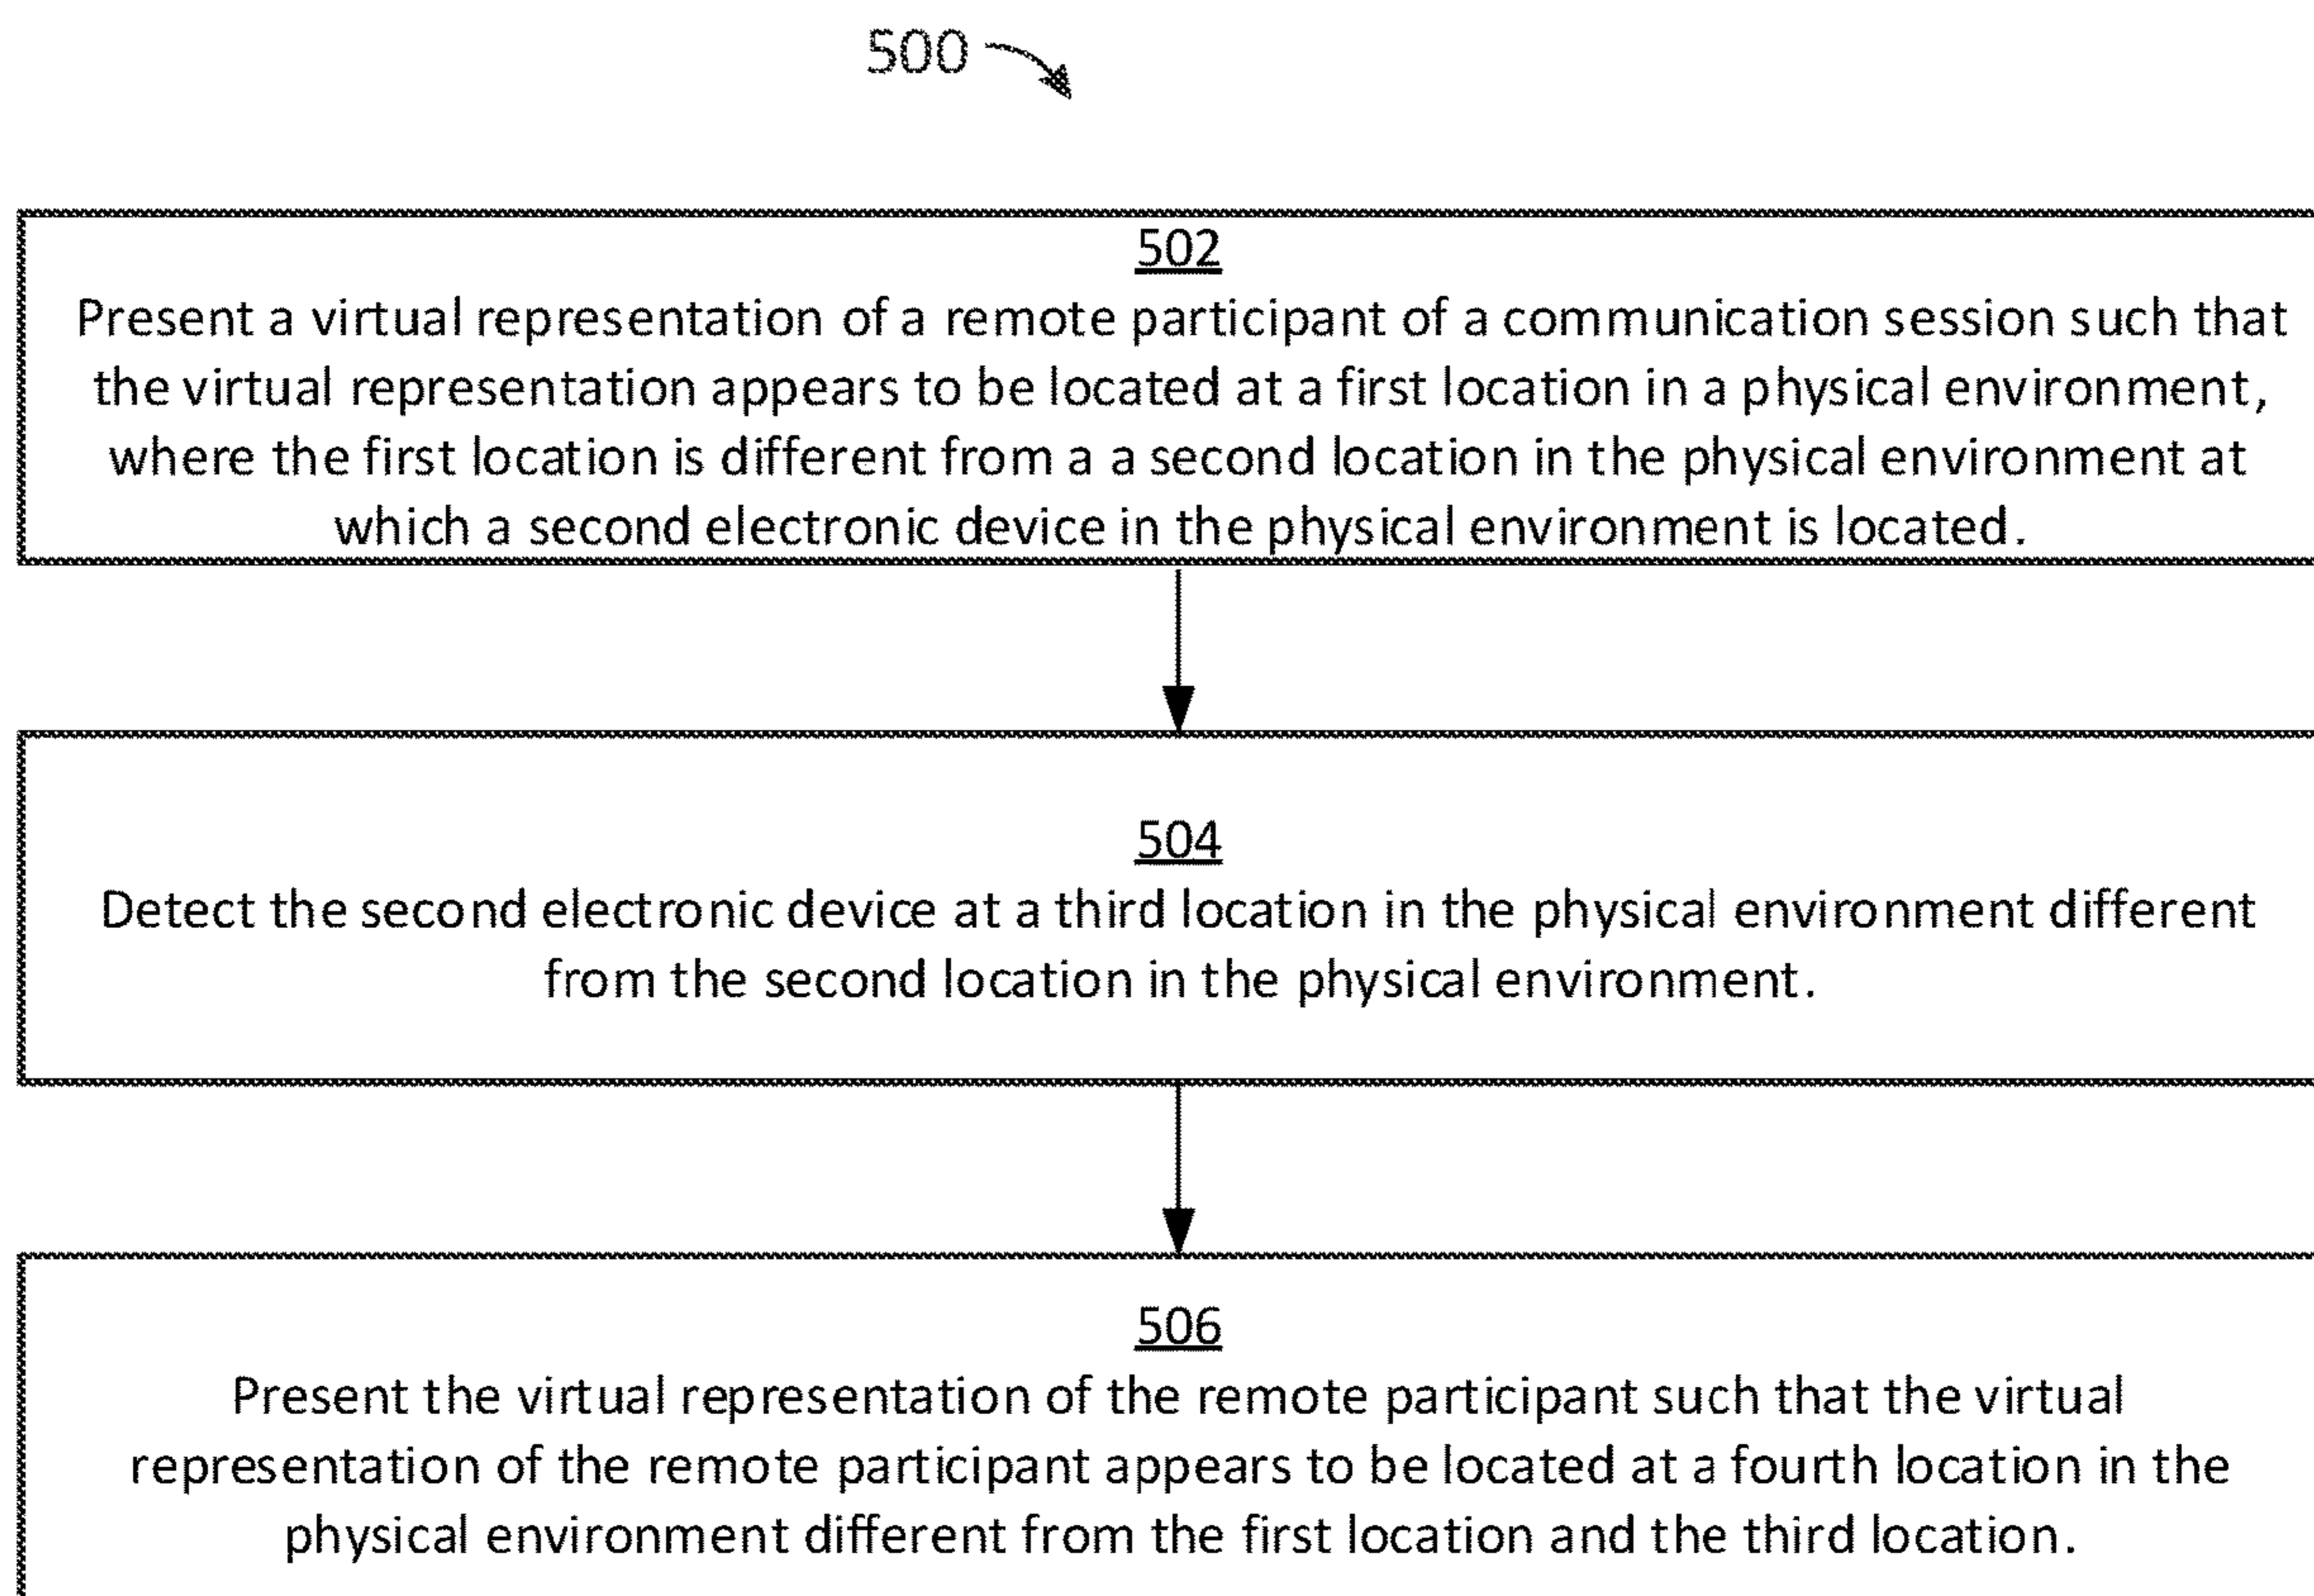 500
502
Present a virtual representation of a remote participant of a communication session such that
the virtual representation appears to be located at a first location in a physical environment,
where the first location is different from a a second location in the physical environment at
which a second electronic device in the physical environment is located.
504
Detect the second electronic device at a third location in the physical environment different
from the second location in the physical environment.
506
Present the virtual representation of the remote participant such that the virtual
representation of the remote participant appears to be located at a fourth location in the
physical environment different from the first location and the third location.